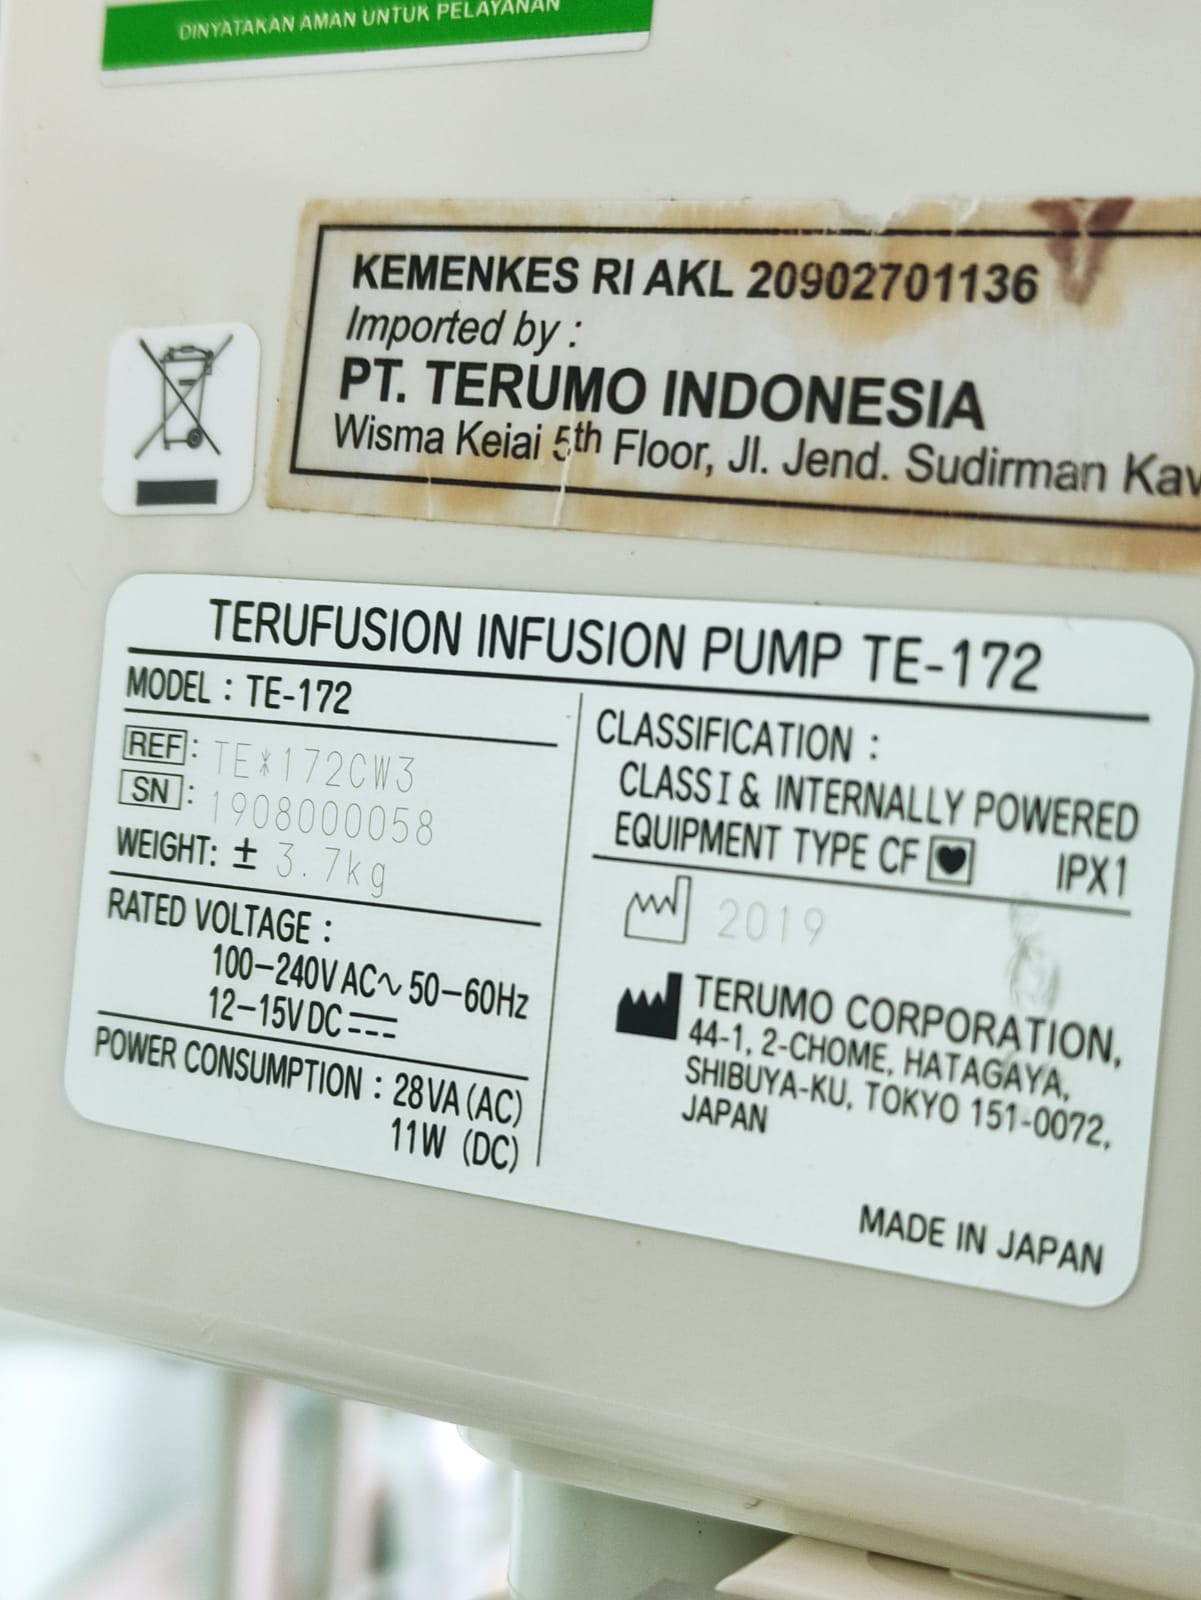 DINYATAKAN AMAN UNTUK PELAYANAN
KEMENKES RI AKL 20902701136
Imported by :
PT. TERUMO INDONESIA
Wisma Keiai 5th Floor, Jl. Jend. Sudirman Kav
TERUFUSION INFUSION PUMP TE-172
MODEL : TE-172
REF : TE*172CW3
SN : 1908000058
WEIGHT: ± 3.7kg
RATED VOLTAGE :
100-240V AC~ 50-60Hz
12-15V DC ⎓
POWER CONSUMPTION : 28VA (AC)
11W (DC)
CLASSIFICATION :
CLASS I & INTERNALLY POWERED
EQUIPMENT TYPE CF IPX1
2019
TERUMO CORPORATION,
44-1, 2-CHOME, HATAGAYA,
SHIBUYA-KU, TOKYO 151-0072,
JAPAN
MADE IN JAPAN